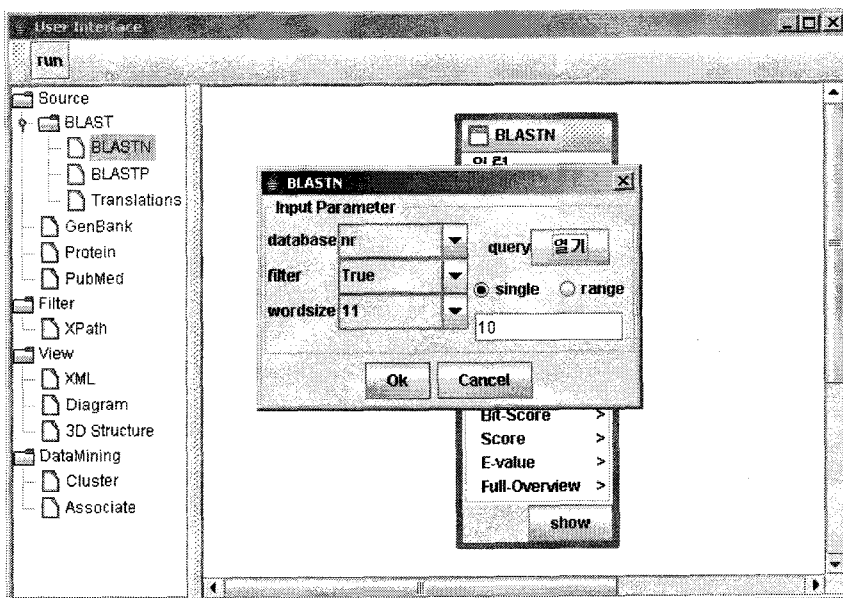 User Interface
run
Source
BLAST
BLASTN
BLASTP
Translations
GenBank
Protein
PubMed
Filter
XPath
View
XML
Diagram
3D Structure
DataMining
Cluster
Associate
BLASTN
BLASTN
Input Parameter
database nr
query 열기
filter True
single range
wordsize 11
10
Ok Cancel
Bit-Score >
Score >
E-value >
Full-Overview >
show